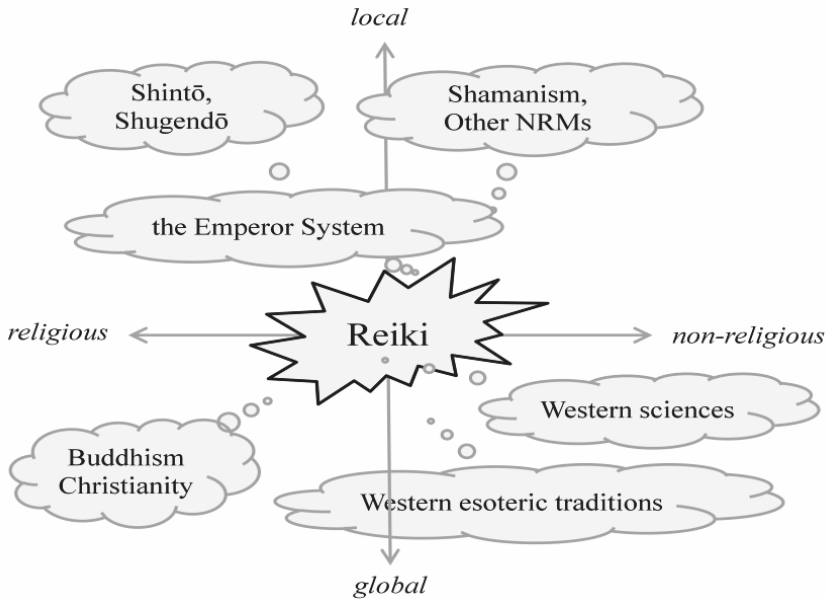 local
Shintō,
Shugendō
Shamanism,
Other NRMs
the Emperor System
religious
Reiki
non-religious
Western sciences
Buddhism
Christianity
Western esoteric traditions
global